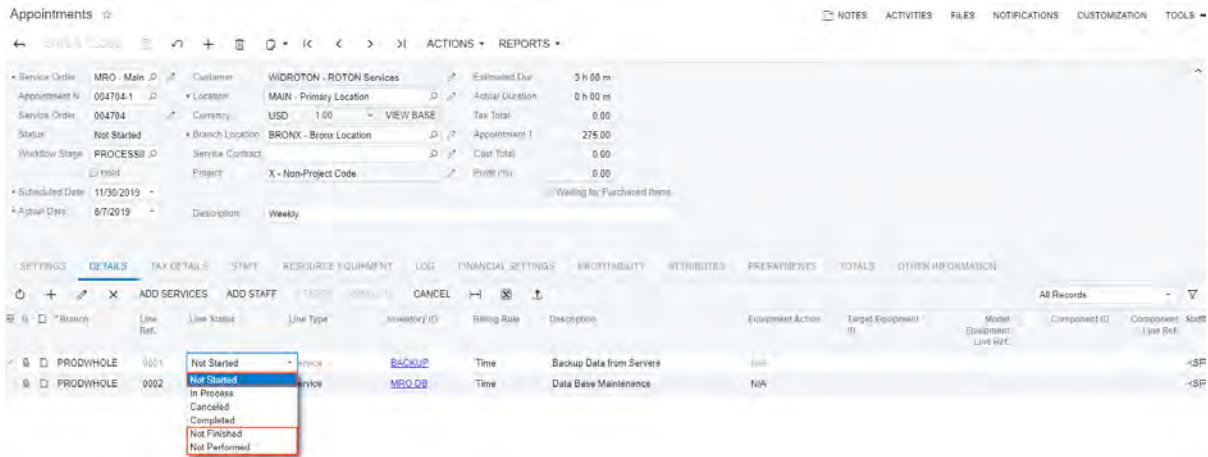 Appointments
NOTES ACTIVITIES FILES NOTIFICATIONS CUSTOMIZATION TOOLS
ACTIONS REPORTS
Service Order MRO - Main Customer WIDROTON - ROTON Services Estimated Dur 3 h 00 m
Appointment N 004704-1 Location MAIN - Primary Location Actual Duration 0 h 00 m
Service Order 004704 Currency USD 1.00 VIEW BASE Tax Total 0.00
Status Not Started Branch Location BRONX - Bronx Location Appointment T 275.00
Workflow Stage PROCESSI Service Contract Cost Total 0.00
Hold Project X - Non-Project Code Profit (%) 0.00
Scheduled Date 11/30/2019 Waiting for Purchased Items
Actual Date 8/7/2019 Description Weekly
SETTINGS DETAILS TAX DETAILS STAFF RESOURCE EQUIPMENT LOG FINANCIAL SETTINGS PROFITABILITY ATTRIBUTES PREPAYMENTS TOTALS OTHER INFORMATION
ADD SERVICES ADD STAFF CANCEL All Records
*Branch Line Ref. Line Status Line Type Inventory ID Billing Rule Description Equipment Action Target Equipment ID Model Equipment Line Ref. Component ID Component Line Ref. Staff
PRODWHOLE 0001 Not Started ervice BACKUP Time Backup Data from Servers N/A
PRODWHOLE 0002 Not Started ervice MRO DB Time Data Base Maintenance N/A
In Process
Canceled
Completed
Not Finished
Not Performed